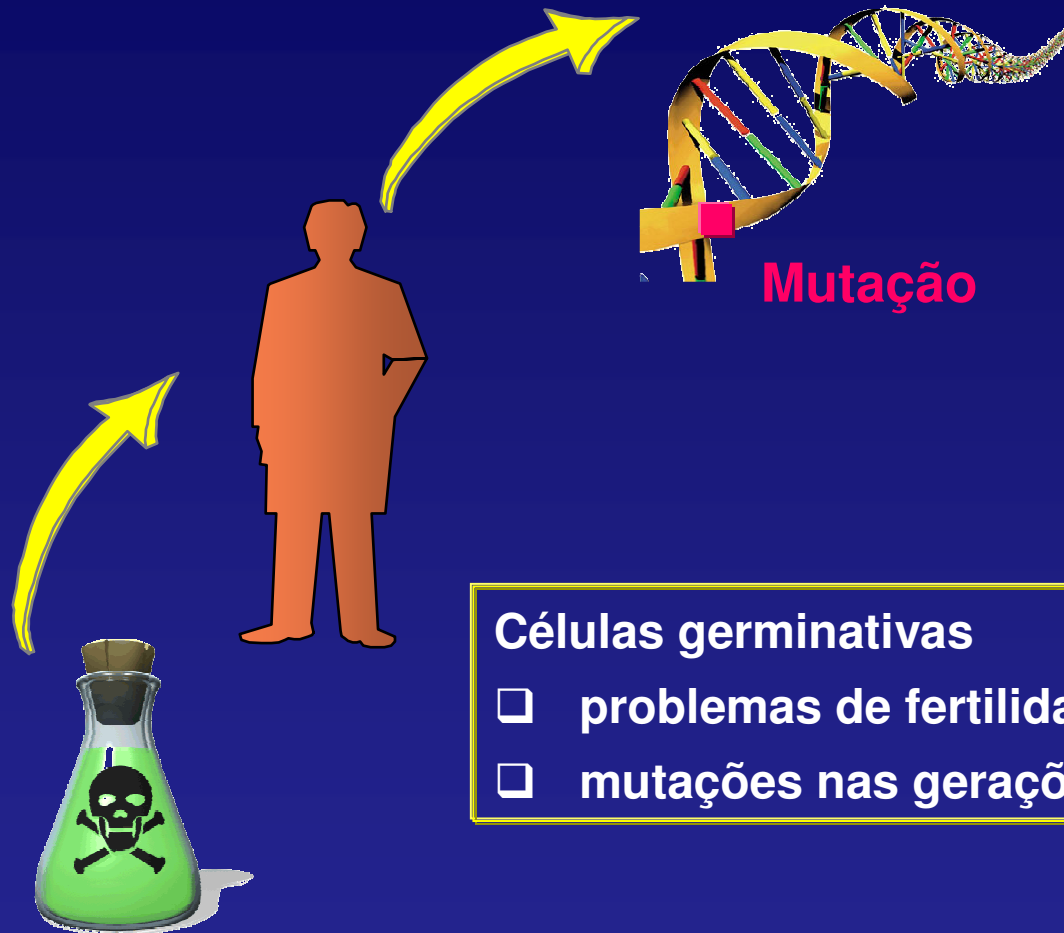 Mutação
Células germinativas
❑ problemas de fertilida
❑ mutações nas geraçõ